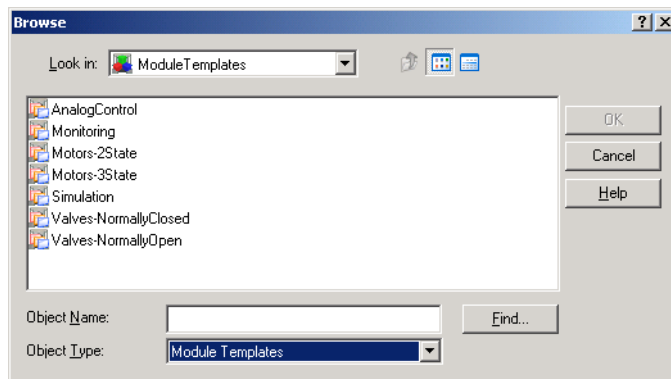 Browse
Look in: ModuleTemplates
AnalogControl
Monitoring
Motors-2State
Motors-3State
Simulation
Valves-NormallyClosed
Valves-NormallyOpen
OK
Cancel
Help
Object Name:
Find...
Object Type: Module Templates